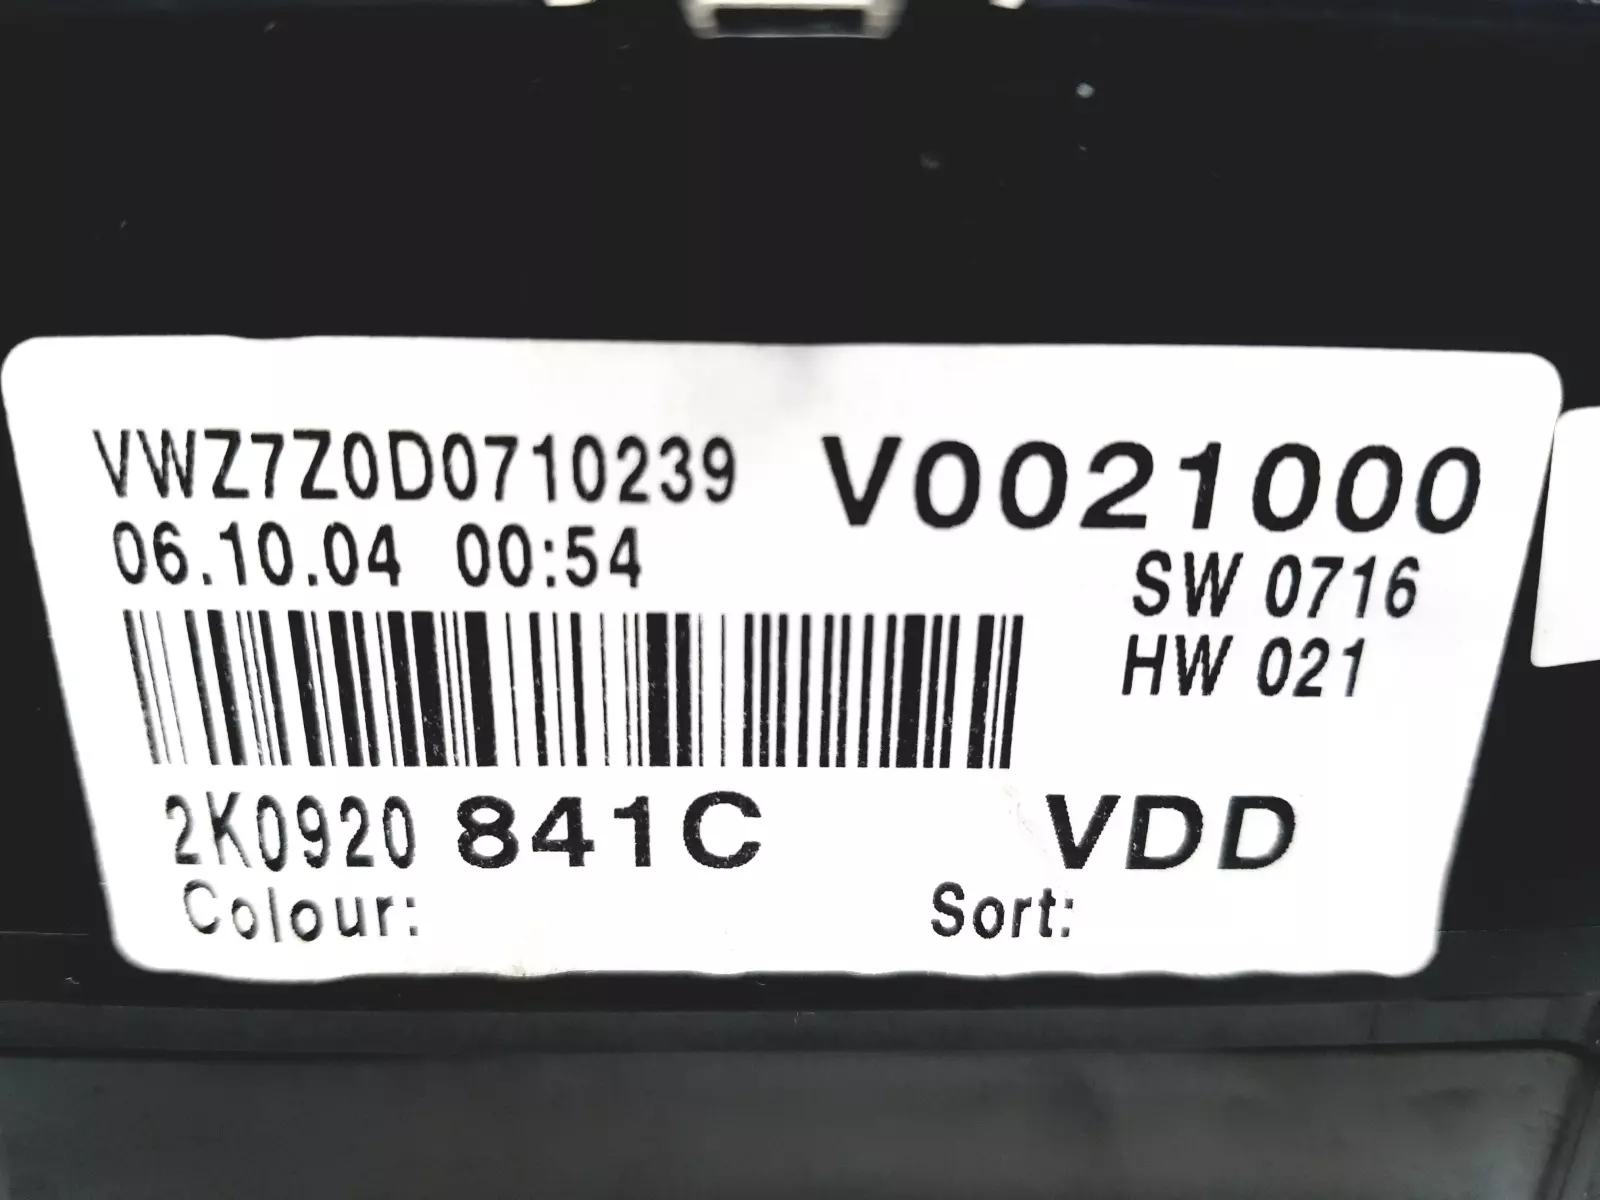 VWZ7Z0D0710239 V0021000
06.10.04 00:54 SW 0716
HW 021
2K0920 841C VDD
Colour: Sort: